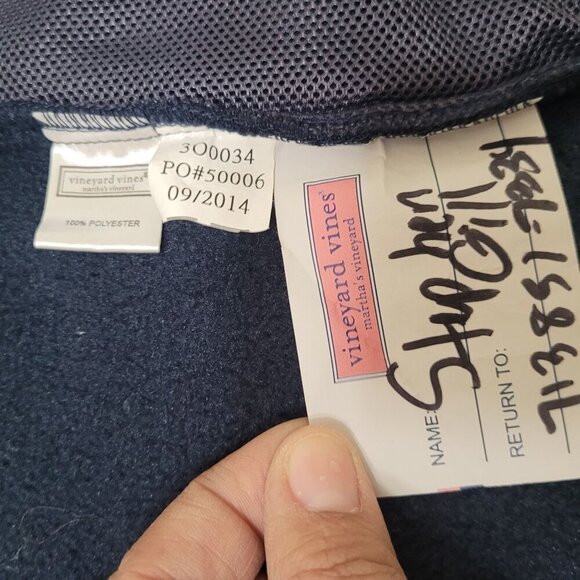 vineyard vines®
martha's vineyard
100% POLYESTER
3O0034
PO#50006
09/2014
vineyard vines®
martha's vineyard
NAME: Stephen
Gill
RETURN TO: